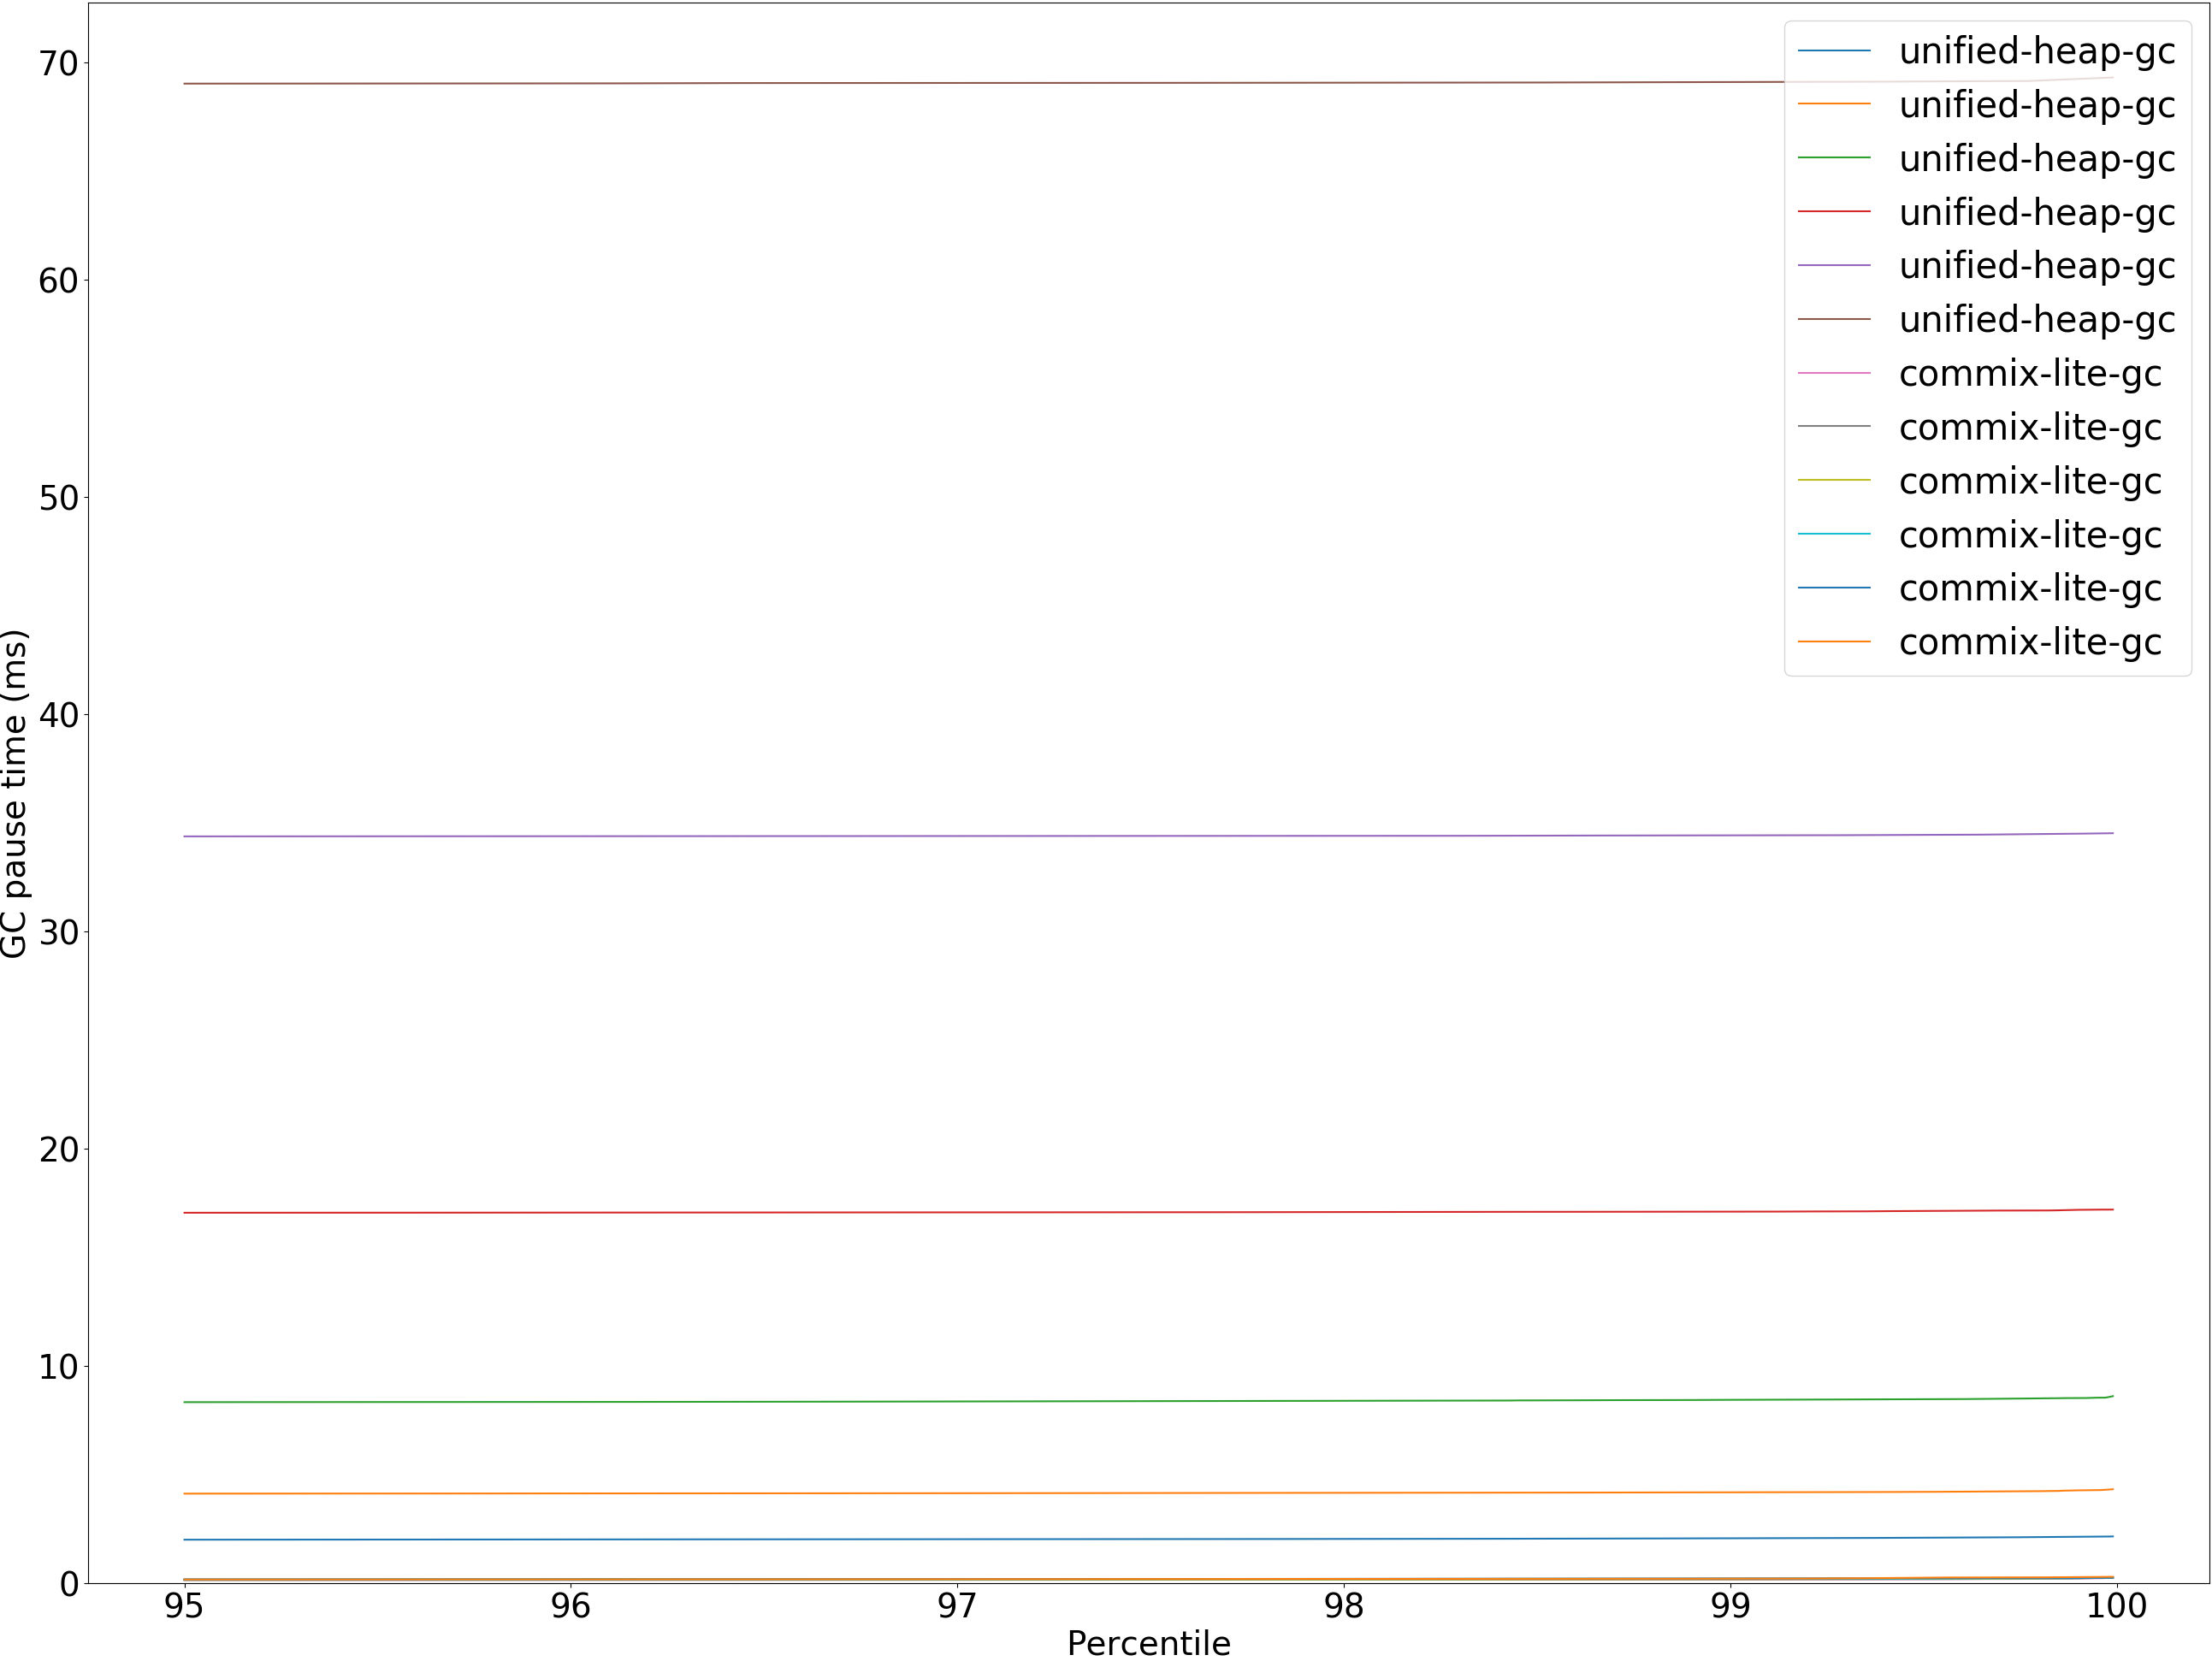 70
60
50
40
30
20
10
0
GC pause time (ms)
95 96 97 98 99 100
Percentile
unified-heap-gc
unified-heap-gc
unified-heap-gc
unified-heap-gc
unified-heap-gc
unified-heap-gc
commix-lite-gc
commix-lite-gc
commix-lite-gc
commix-lite-gc
commix-lite-gc
commix-lite-gc